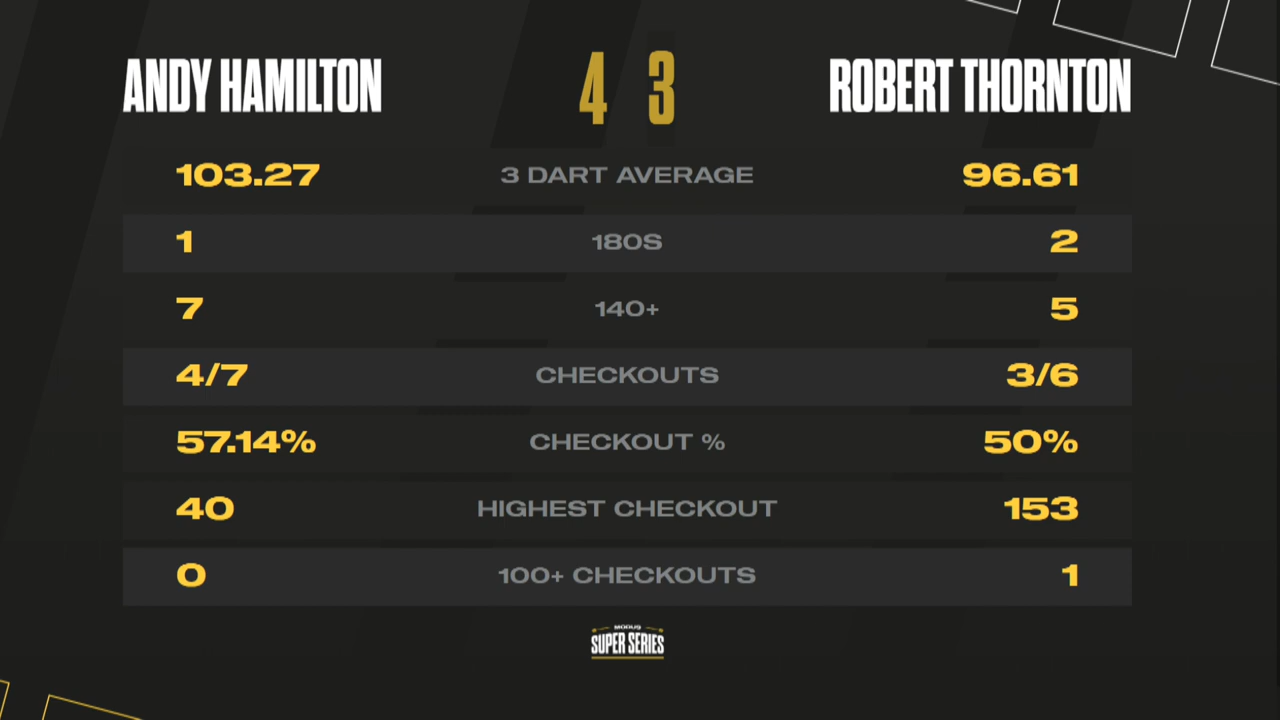 ANDY HAMILTON 4 3 ROBERT THORNTON
103.27 3 DART AVERAGE 96.61
1 180S 2
7 140+ 5
4/7 CHECKOUTS 3/6
57.14% CHECKOUT % 50%
40 HIGHEST CHECKOUT 153
0 100+ CHECKOUTS 1
MODUS
SUPER SERIES